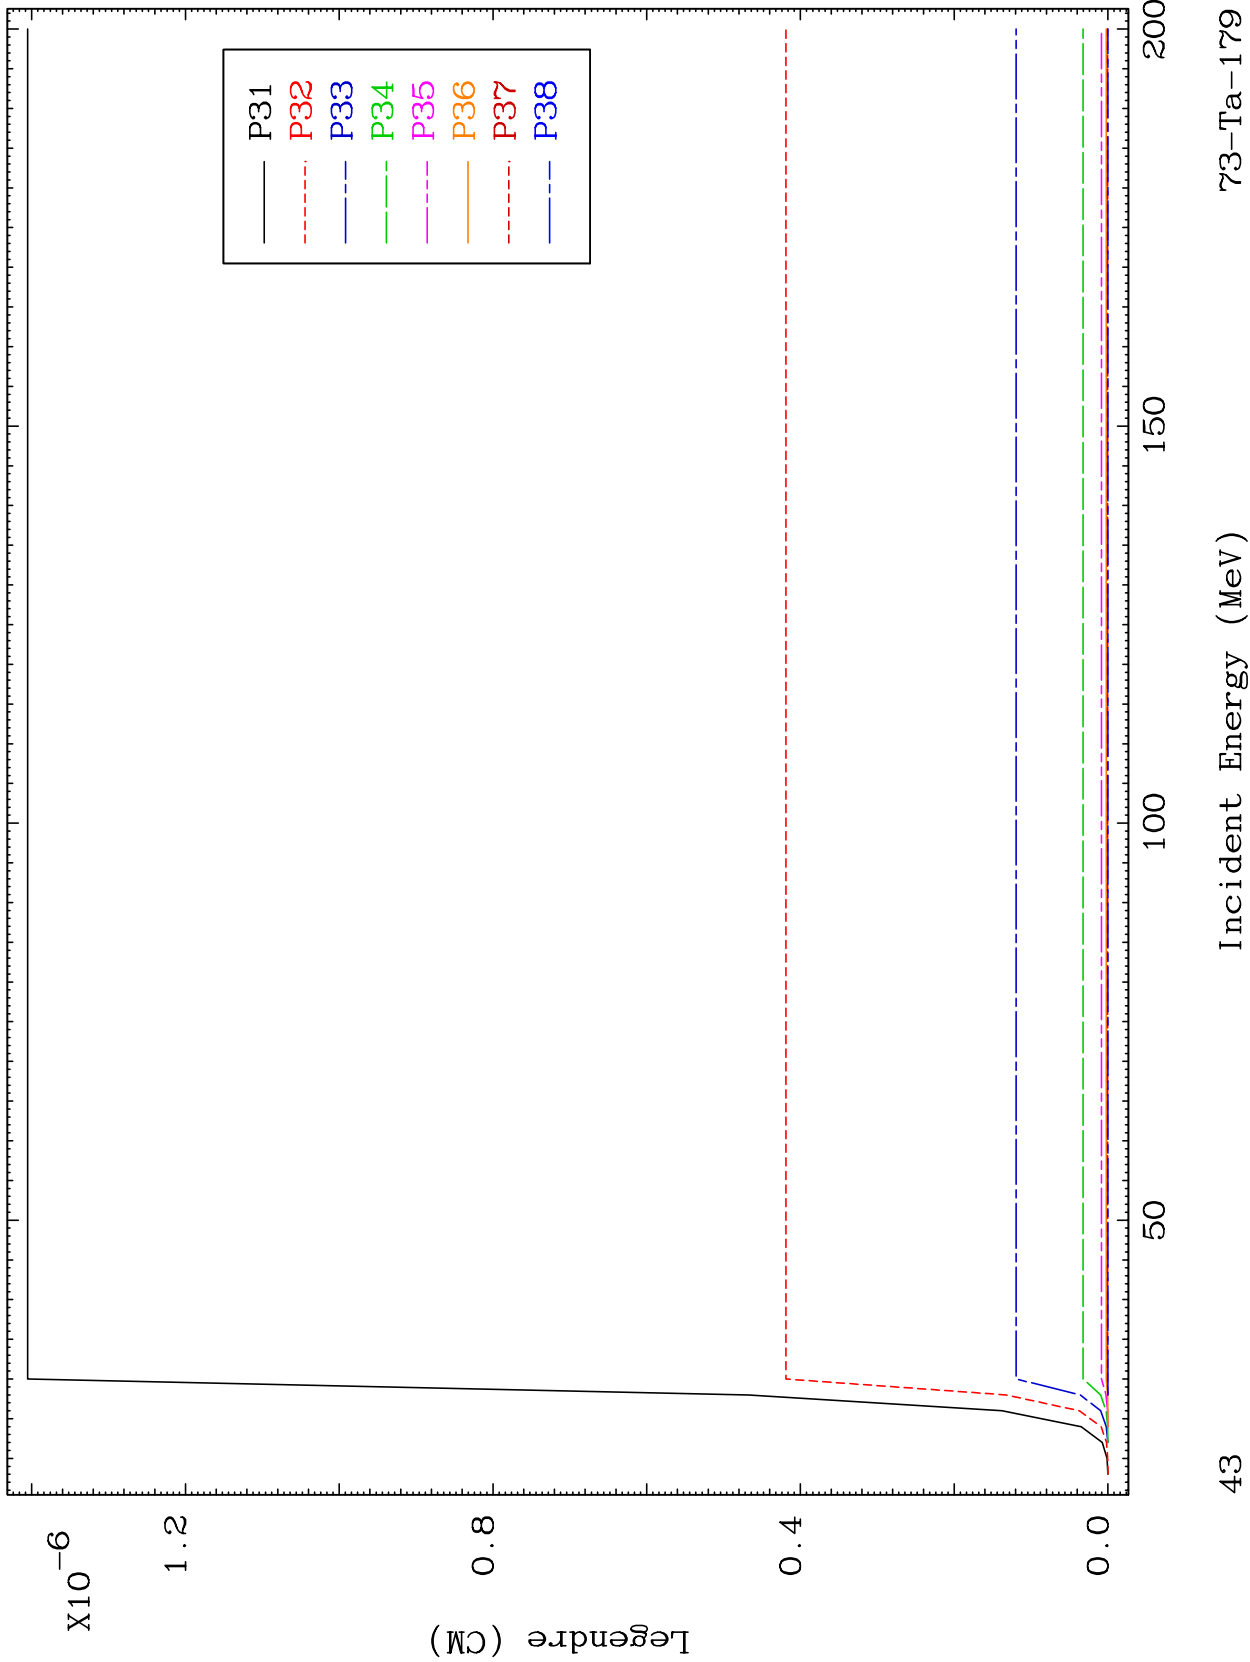 X10-6
1.2
0.8
0.4
0.0
Legendre (CM)
P31
P32
P33
P34
P35
P36
P37
P38
50
100
150
200
Incident Energy (MeV)
43
73-Ta-179